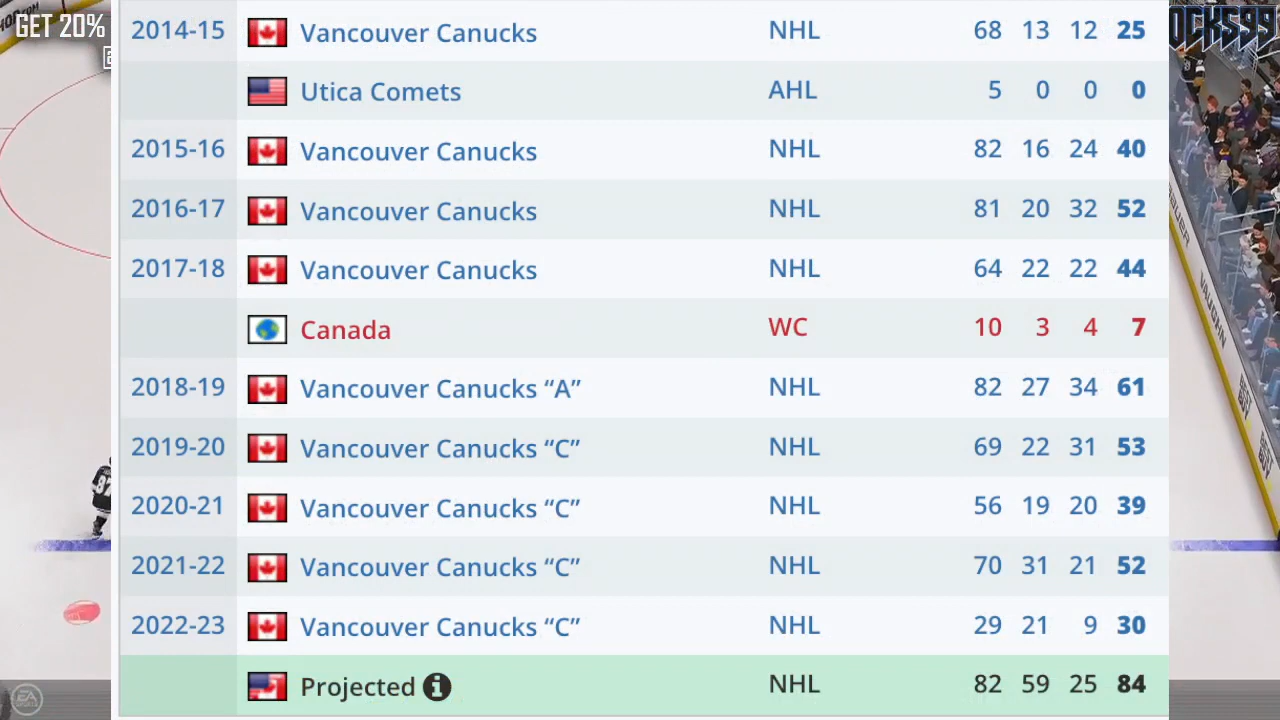 GET 20%
OCKS99
2014-15 Vancouver Canucks NHL 68 13 12 25
Utica Comets AHL 5 0 0 0
2015-16 Vancouver Canucks NHL 82 16 24 40
2016-17 Vancouver Canucks NHL 81 20 32 52
2017-18 Vancouver Canucks NHL 64 22 22 44
Canada WC 10 3 4 7
2018-19 Vancouver Canucks “A” NHL 82 27 34 61
2019-20 Vancouver Canucks “C” NHL 69 22 31 53
2020-21 Vancouver Canucks “C” NHL 56 19 20 39
2021-22 Vancouver Canucks “C” NHL 70 31 21 52
2022-23 Vancouver Canucks “C” NHL 29 21 9 30
Projected i NHL 82 59 25 84
VAUGHN
EA
SPORTS